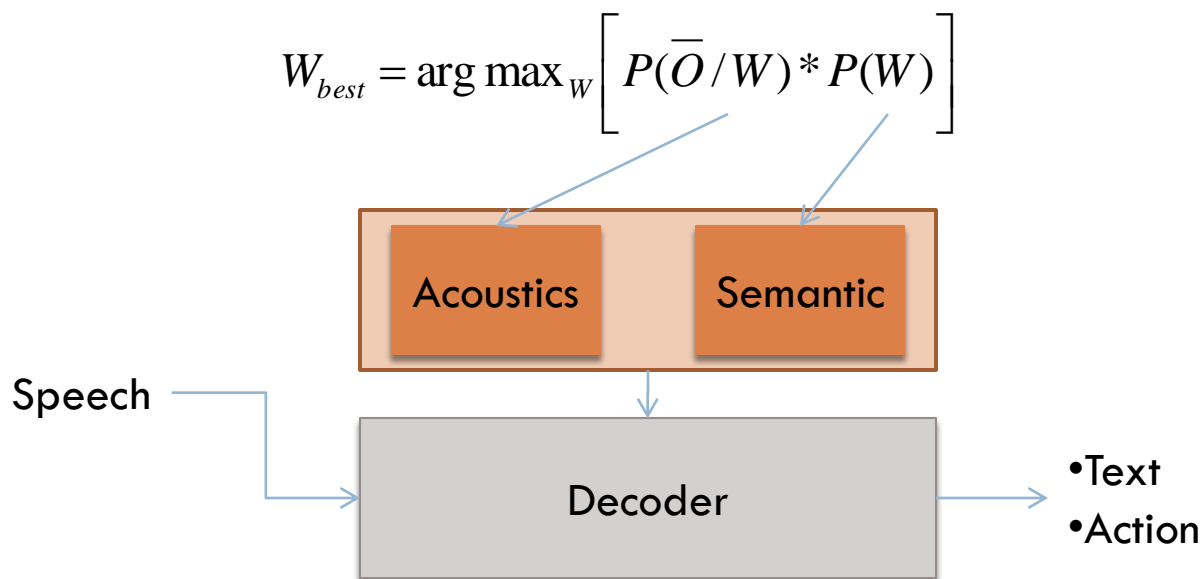 W_best = arg max_W [ P(O̅/W) * P(W) ]
Acoustics
Semantic
Speech
Decoder
•Text
•Action